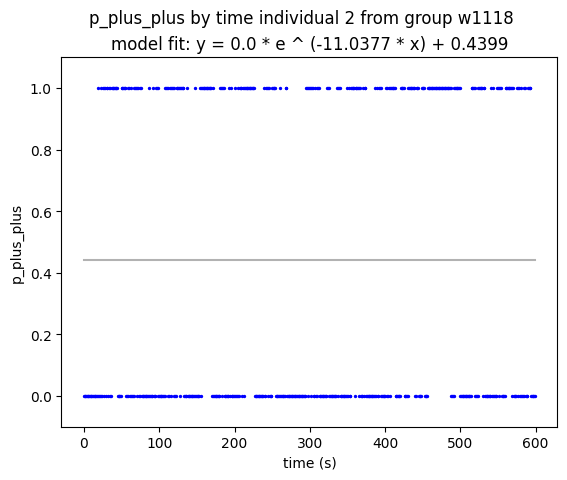 p_plus_plus by time individual 2 from group w1118
model fit: y = 0.0 * e ^ (-11.0377 * x) + 0.4399
1.0
0.8
0.6
0.4
0.2
0.0
p_plus_plus
0 100 200 300 400 500 600
time (s)